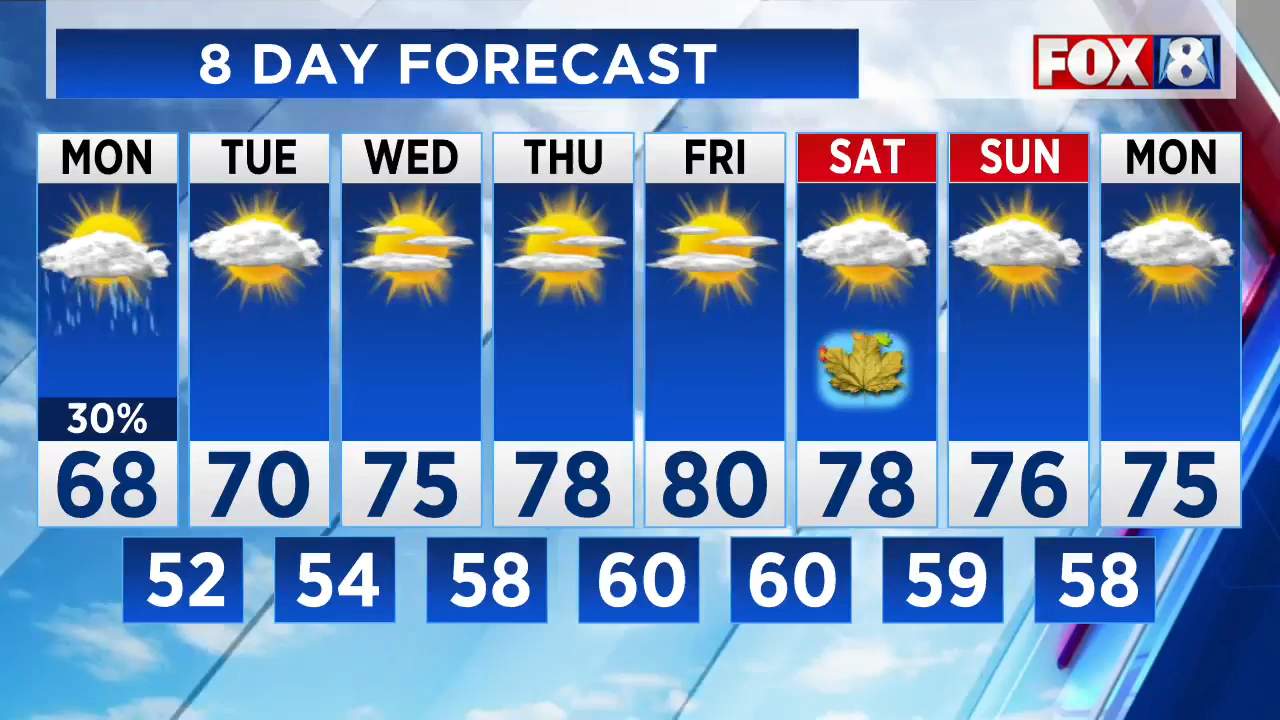 8 DAY FORECAST
FOX 8
MON TUE WED THU FRI SAT SUN MON
30%
68 70 75 78 80 78 76 75
52 54 58 60 60 59 58